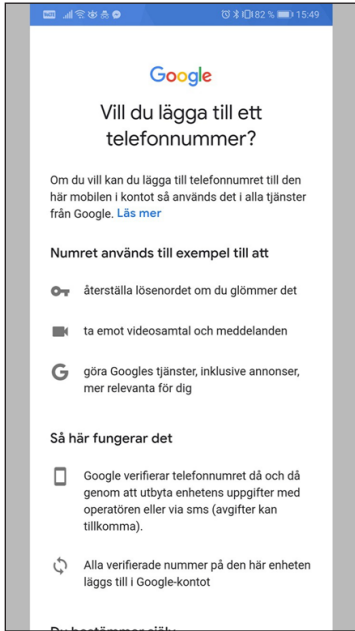 82 % 15:49
Google
Vill du lägga till ett
telefonnummer?
Om du vill kan du lägga till telefonnumret till den
här mobilen i kontot så används det i alla tjänster
från Google. Läs mer
Numret används till exempel till att
återställa lösenordet om du glömmer det
ta emot videosamtal och meddelanden
göra Googles tjänster, inklusive annonser,
mer relevanta för dig
Så här fungerar det
Google verifierar telefonnumret då och då
genom att utbyta enhetens uppgifter med
operatören eller via sms (avgifter kan
tillkomma).
Alla verifierade nummer på den här enheten
läggs till i Google-kontot
Du bestämmer själv